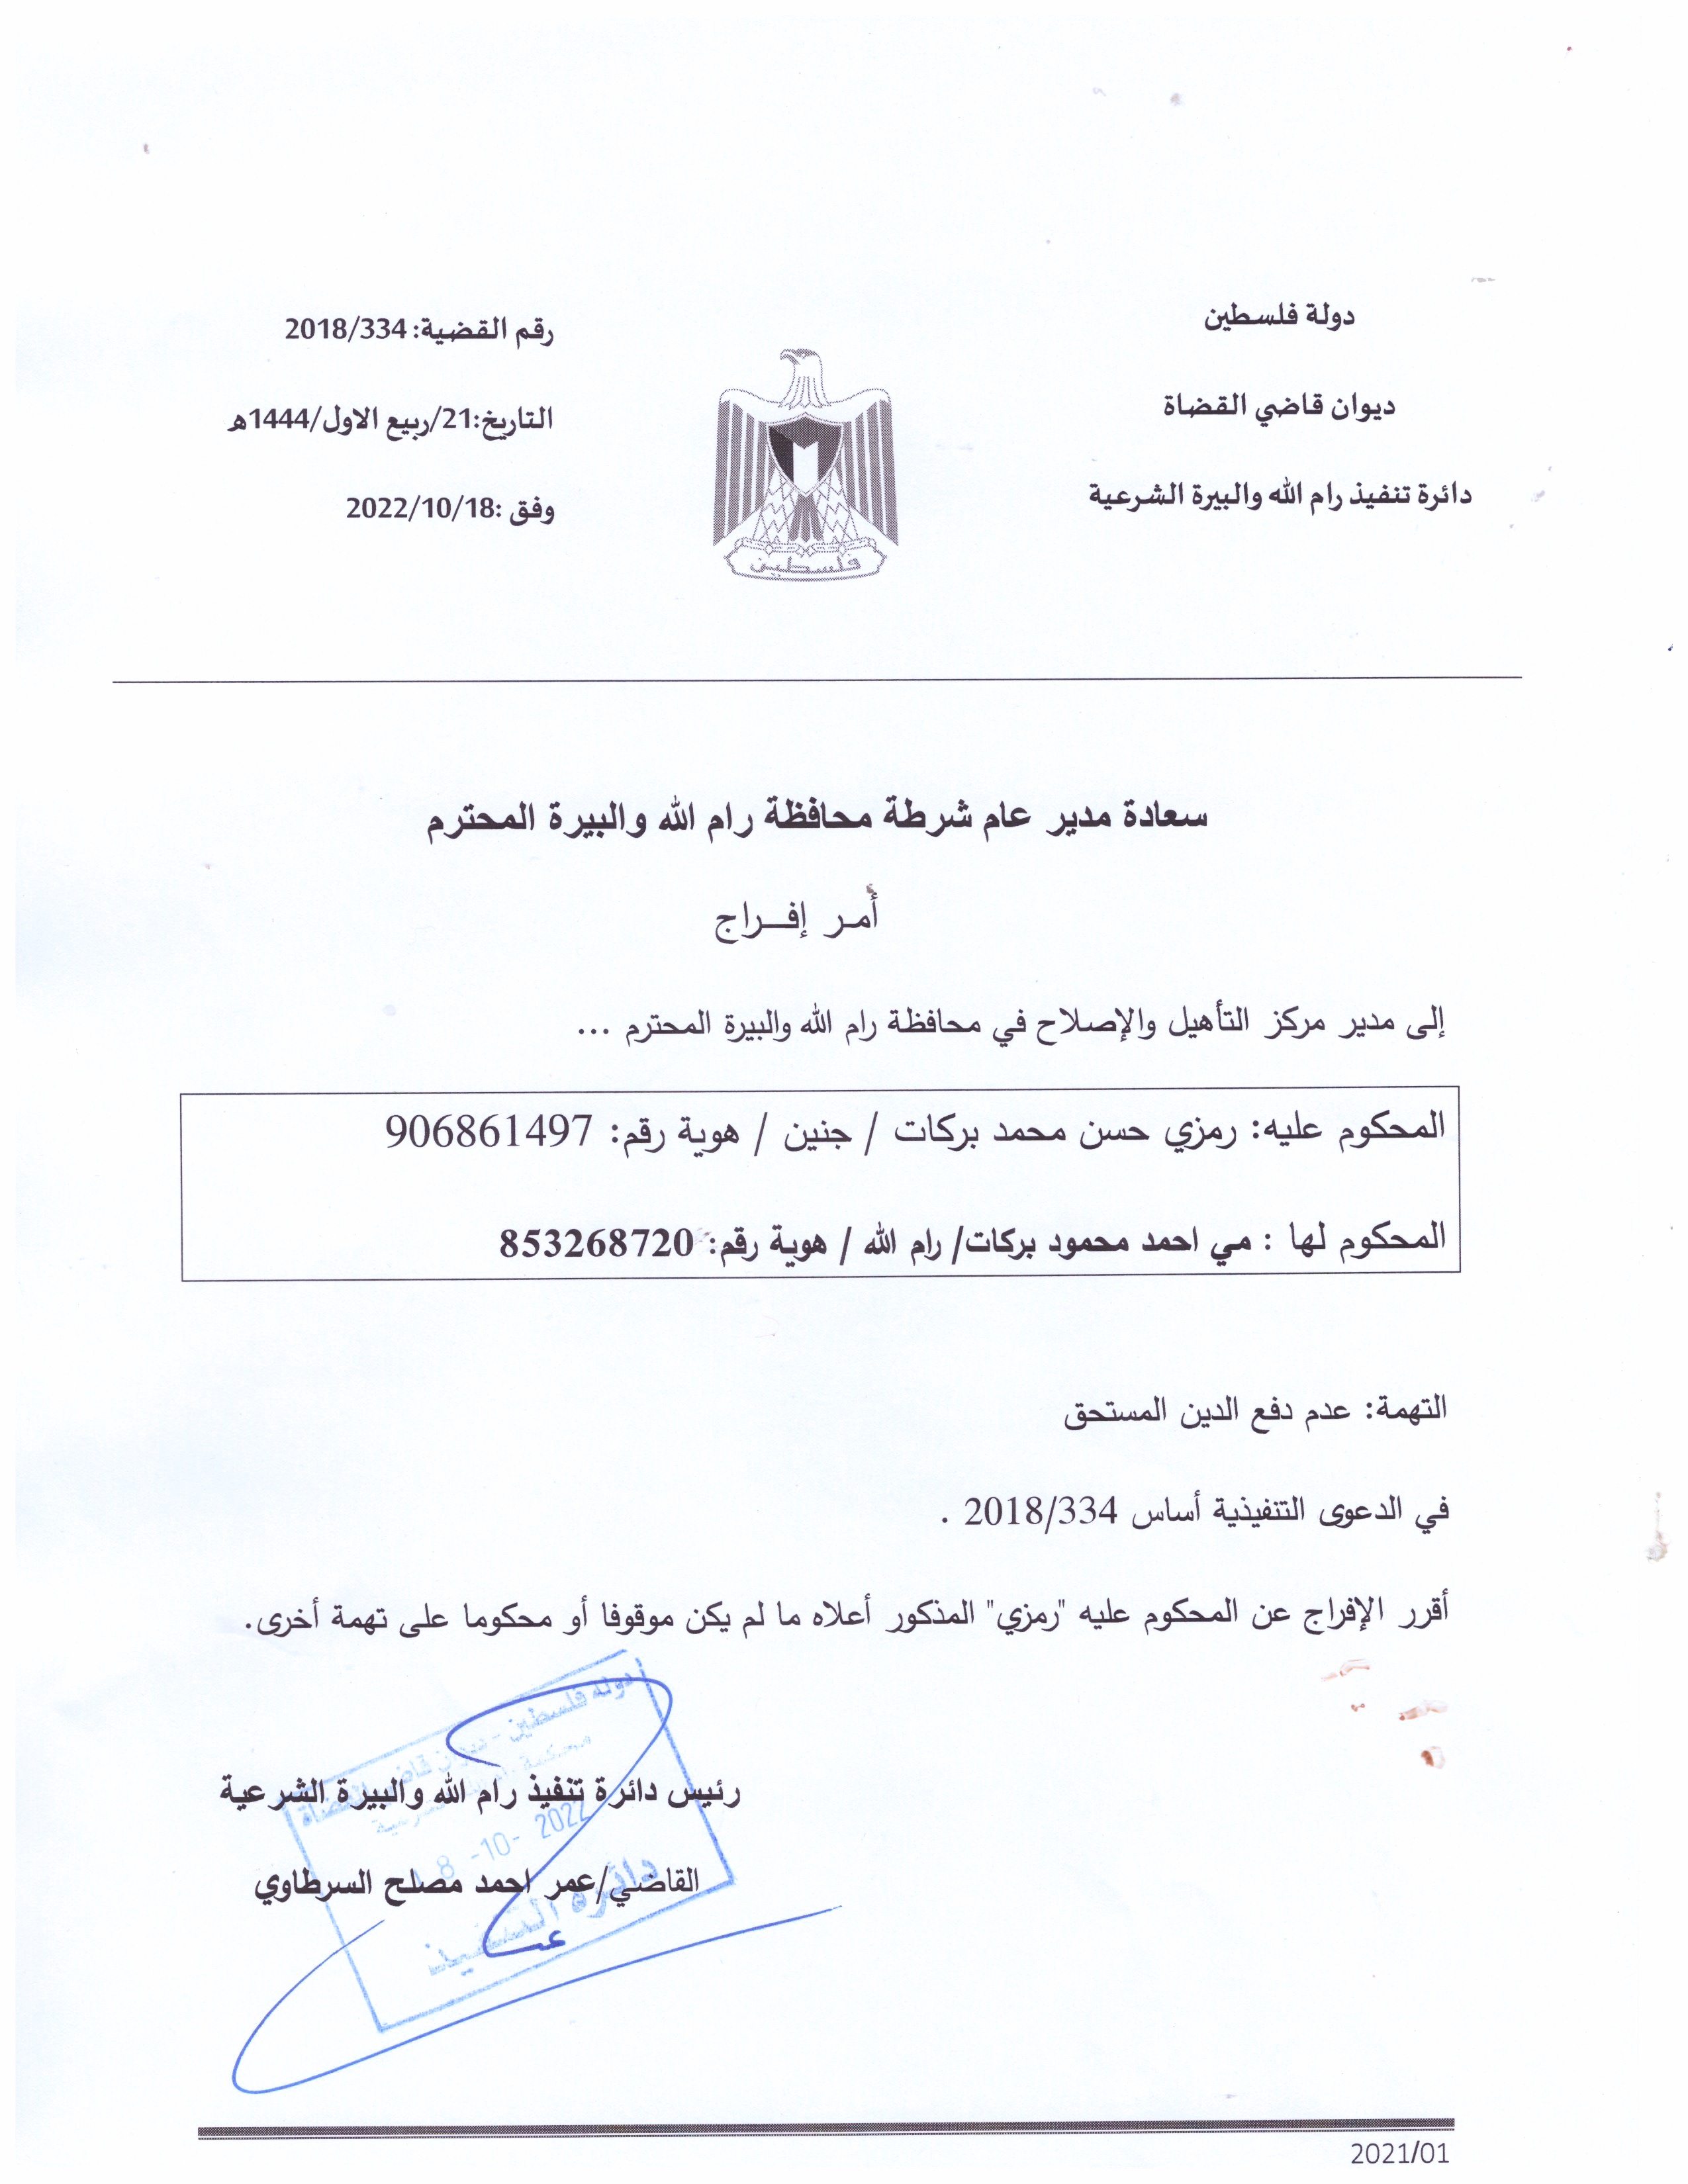 دولة فلسطين
ديوان قاضي القضاة
دائرة تنفيذ رام الله والبيرة الشرعية
رقم القضية: 2018/334
التاريخ:21/ربيع الاول/1444ه
وفق :2022/10/18
فلسطين
سعادة مدير عام شرطة محافظة رام الله والبيرة المحترم
أمـر إفـــراج
إلى مدير مركز التأهيل والإصلاح في محافظة رام الله والبيرة المحترم ...
المحكوم عليه: رمزي حسن محمد بركات / جنين / هوية رقم: 906861497
المحكوم لها : مي احمد محمود بركات/ رام الله / هوية رقم: 853268720
التهمة: عدم دفع الدين المستحق
في الدعوى التنفيذية أساس 2018/334 .
أقرر الإفراج عن المحكوم عليه "رمزي" المذكور أعلاه ما لم يكن موقوفا أو محكوما على تهمة أخرى.
رئيس دائرة تنفيذ رام الله والبيرة الشرعية
القاضي/عمر احمد مصلح السرطاوي
دولة فلسطين - ديوان قاضي القضاة
محكمة
8 -10- 2022
دائرة التنفيذ
2021/01